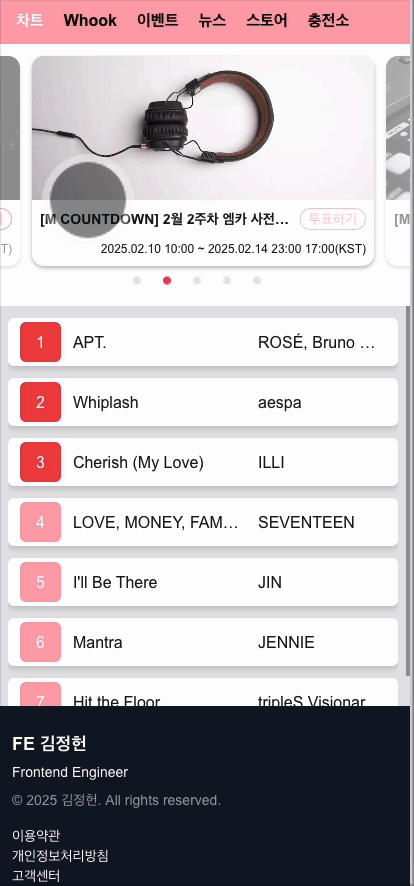 차트 Whook 이벤트 뉴스 스토어 충전소
[M COUNTDOWN] 2월 2주차 엠카 사전... 투표하기
2025.02.10 10:00 ~ 2025.02.14 23:00 17:00(KST)
T)
[M
1 APT. ROSÉ, Bruno ...
2 Whiplash aespa
3 Cherish (My Love) ILLI
4 LOVE, MONEY, FAM... SEVENTEEN
5 I'll Be There JIN
6 Mantra JENNIE
7 Hit the Floor tripleS Visionar
FE 김정헌
Frontend Engineer
© 2025 김정헌. All rights reserved.
이용약관
개인정보처리방침
고객센터